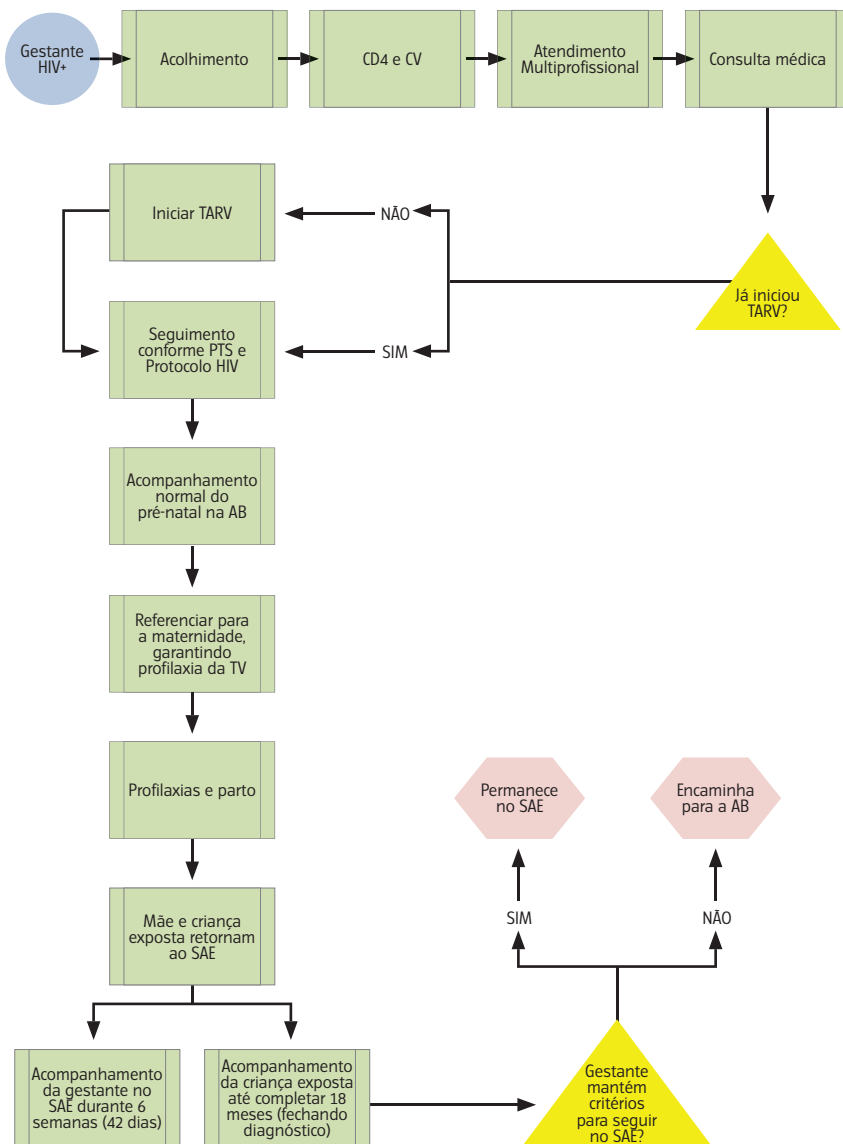 Gestante
HIV+
Acolhimento
CD4 e CV
Atendimento
Multiprofissional
Consulta médica
Iniciar TARV
NÃO
Já iniciou
TARV?
Seguimento
conforme PTS e
Protocolo HIV
SIM
Acompanhamento
normal do
pré-natal na AB
Referenciar para
a maternidade,
garantindo
profilaxia da TV
Profilaxias e parto
Permanece
no SAE
Encaminha
para a AB
Mãe e criança
exposta retornam
ao SAE
SIM
NÃO
Acompanhamento
da gestante no
SAE durante 6
semanas (42 dias)
Acompanhamento
da criança exposta
até completar 18
meses (fechando
diagnóstico)
Gestante
mantém
critérios
para seguir
no SAE?